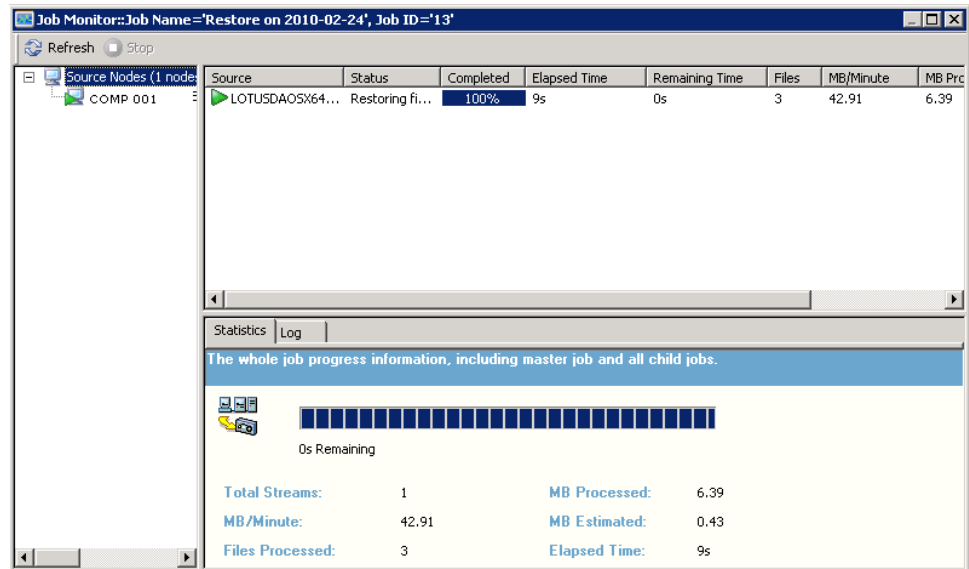 Job Monitor::Job Name='Restore on 2010-02-24', Job ID='13'
Refresh Stop
Source Nodes (1 node
COMP 001
Source Status Completed Elapsed Time Remaining Time Files MB/Minute MB Prc
LOTUSDAOSX64... Restoring fi... 100% 9s 0s 3 42.91 6.39
Statistics Log
The whole job progress information, including master job and all child jobs.
0s Remaining
Total Streams: 1 MB Processed: 6.39
MB/Minute: 42.91 MB Estimated: 0.43
Files Processed: 3 Elapsed Time: 9s